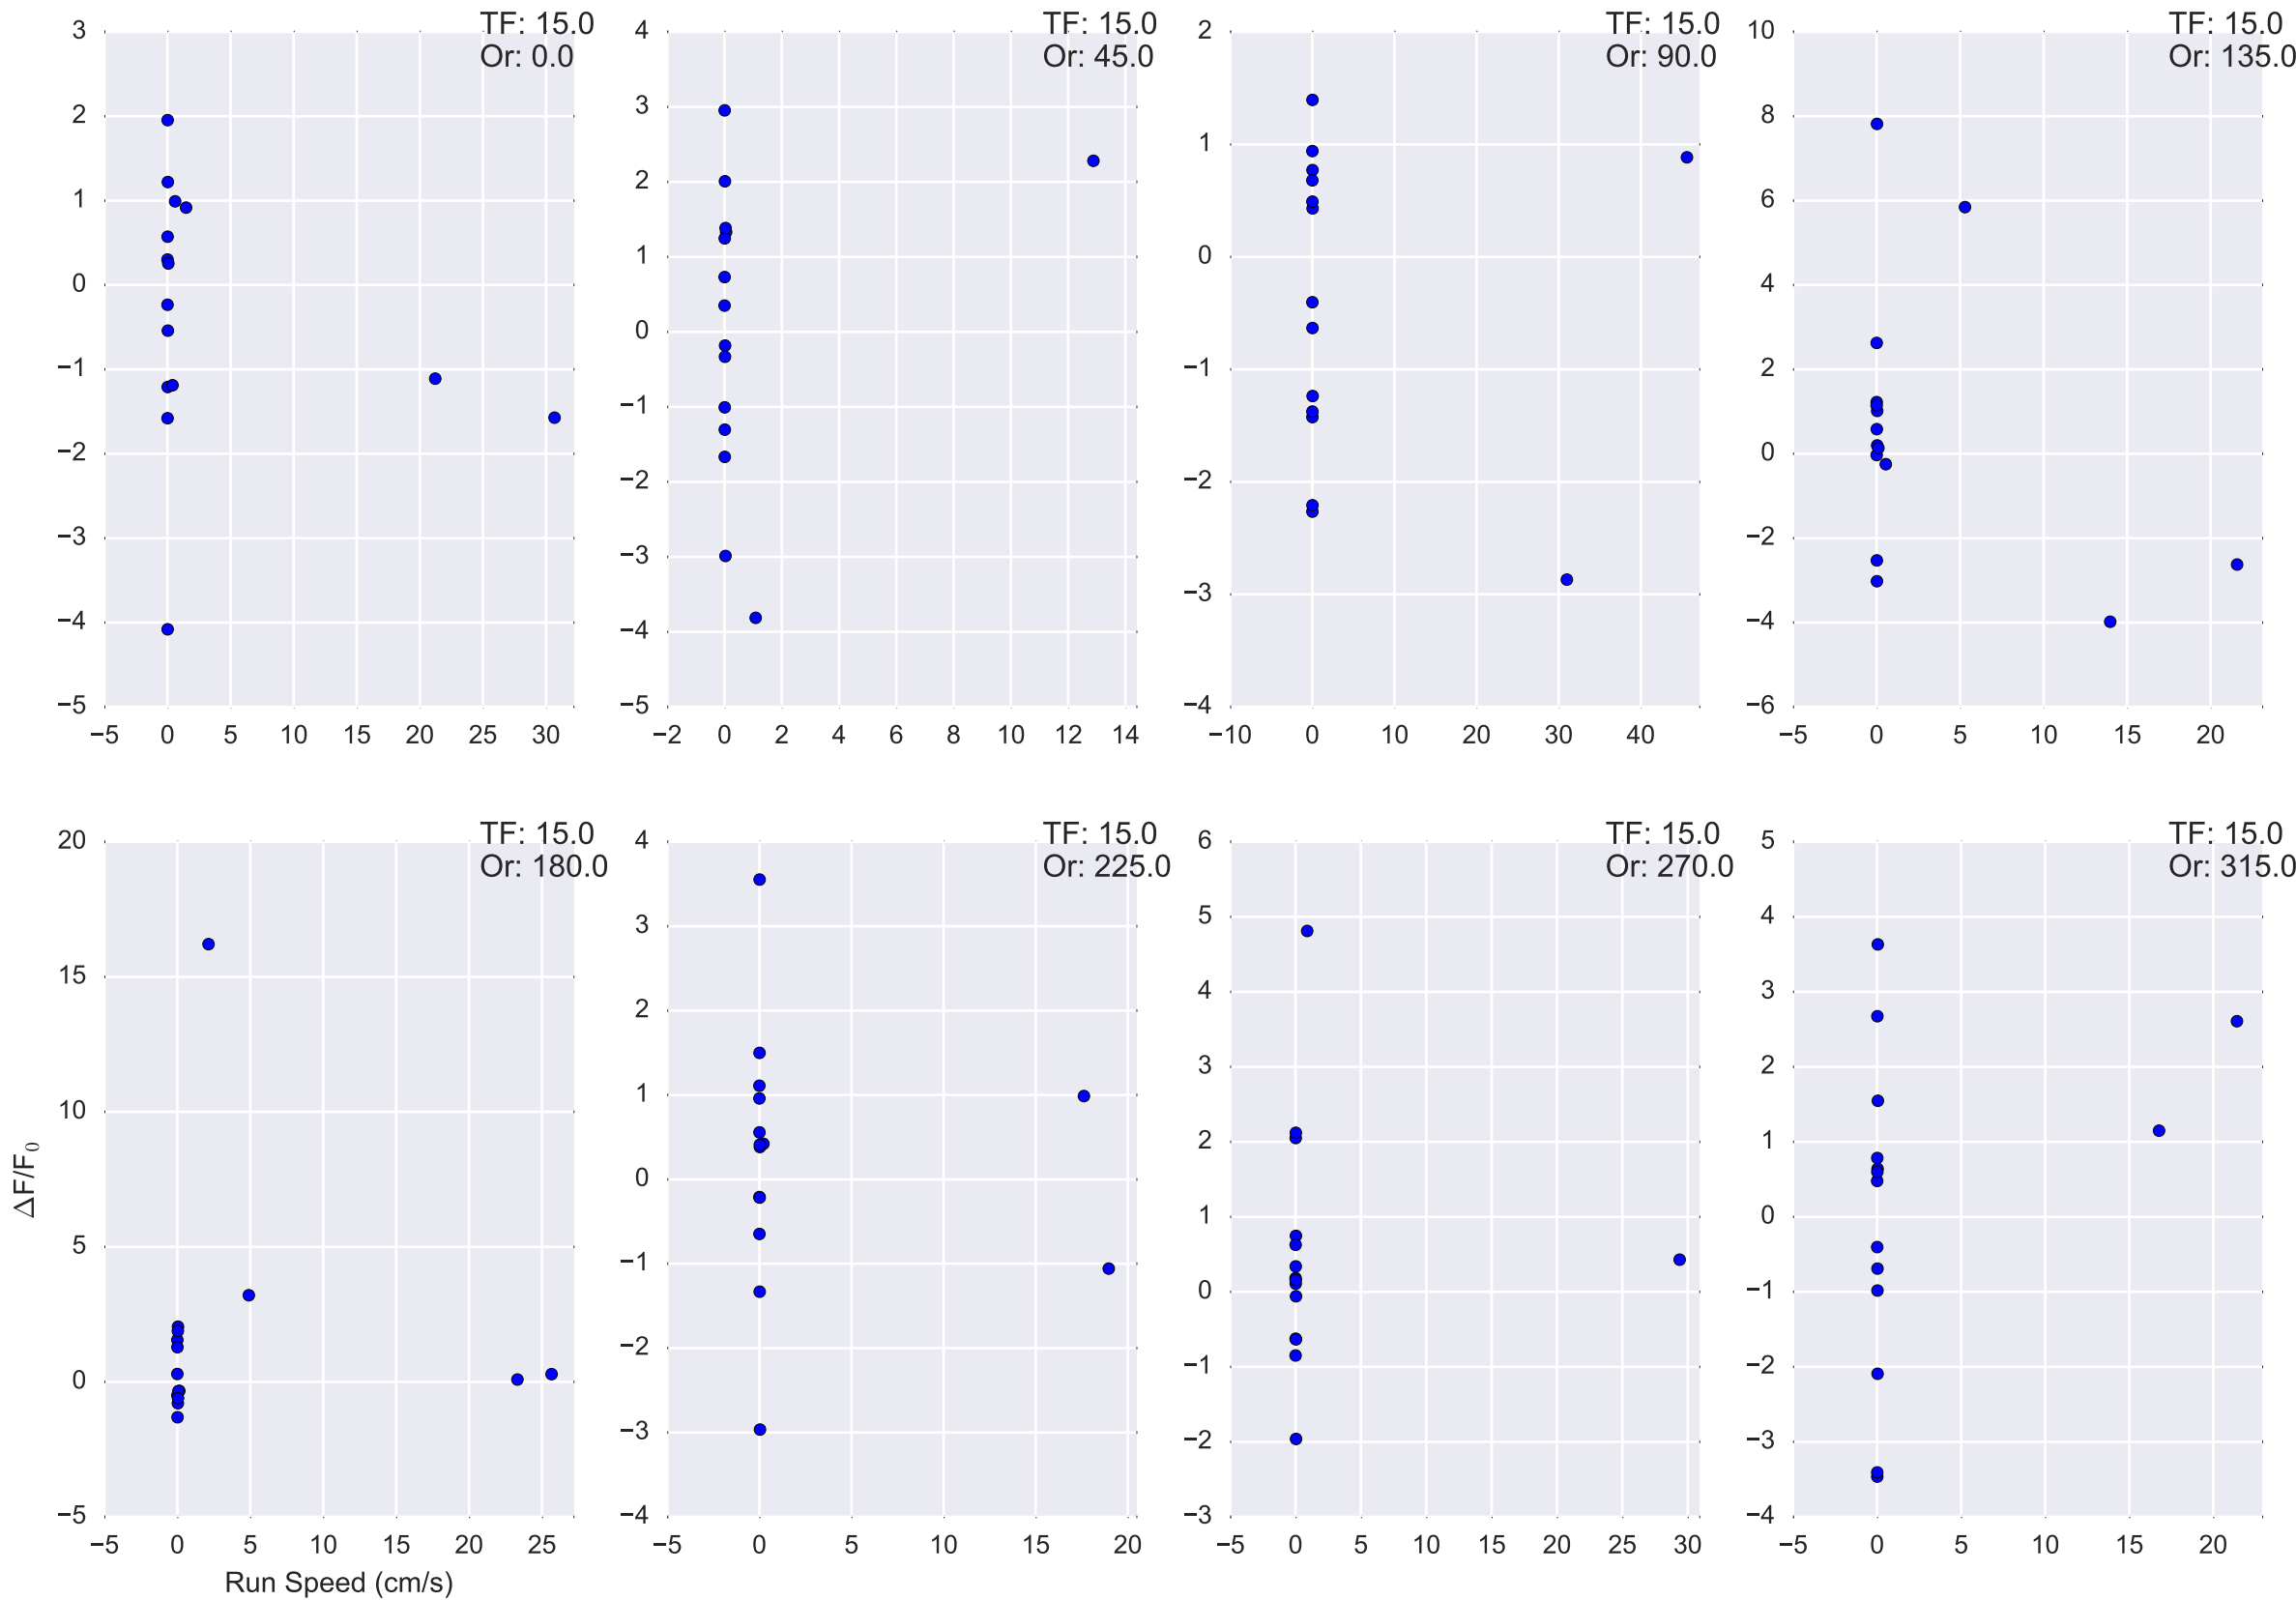 TF: 15.0
Or: 0.0
3
2
1
0
−1
−2
−3
−4
−5
−5 0 5 10 15 20 25 30
TF: 15.0
Or: 45.0
4
3
2
1
0
−1
−2
−3
−4
−5
−2 0 2 4 6 8 10 12 14
TF: 15.0
Or: 90.0
2
1
0
−1
−2
−3
−4
−10 0 10 20 30 40
TF: 15.0
Or: 135.0
10
8
6
4
2
0
−2
−4
−6
−5 0 5 10 15 20
TF: 15.0
Or: 180.0
20
15
10
5
0
−5
−5 0 5 10 15 20 25
Run Speed (cm/s)
ΔF/F₀
TF: 15.0
Or: 225.0
4
3
2
1
0
−1
−2
−3
−4
−5 0 5 10 15 20
TF: 15.0
Or: 270.0
6
5
4
3
2
1
0
−1
−2
−3
−5 0 5 10 15 20 25 30
TF: 15.0
Or: 315.0
5
4
3
2
1
0
−1
−2
−3
−4
−5 0 5 10 15 20